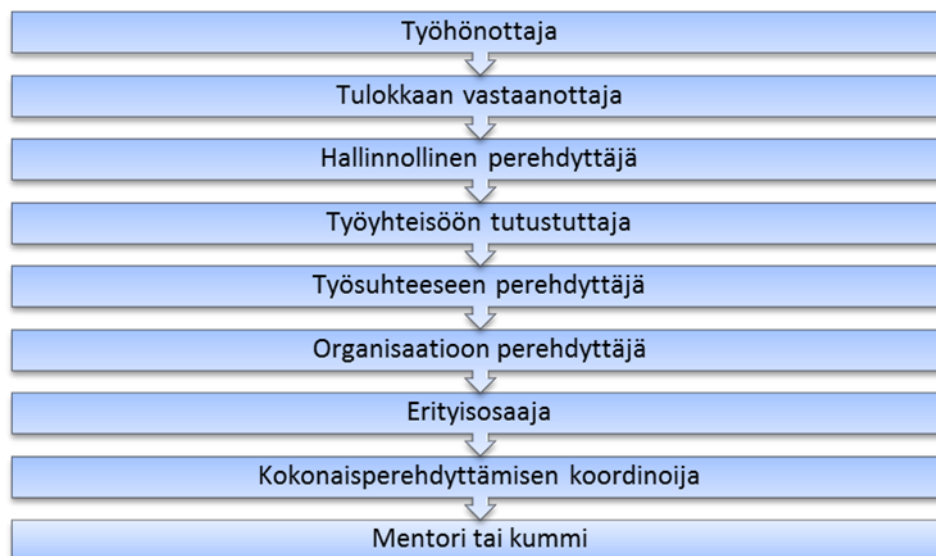 Työhönottaja
Tulokkaan vastaanottaja
Hallinnollinen perehdyttäjä
Työyhteisöön tutustuttaja
Työsuhteeseen perehdyttäjä
Organisaatioon perehdyttäjä
Erityisosaaja
Kokonaisperehdyttämisen koordinoija
Mentori tai kummi